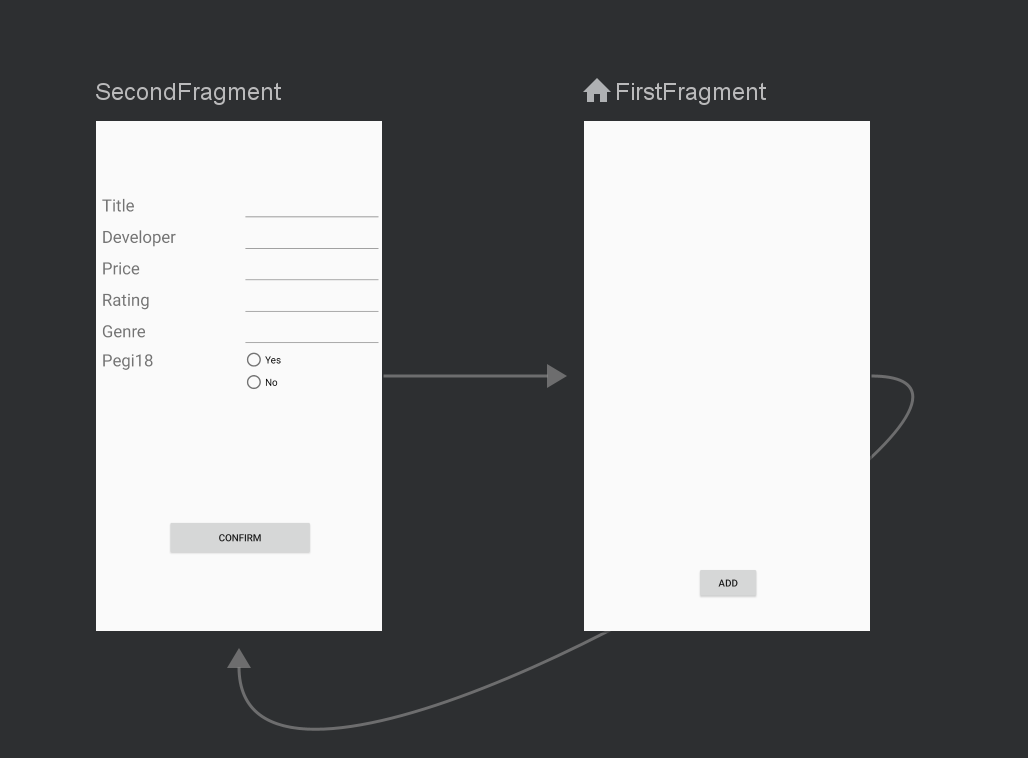 SecondFragment
Title
Developer
Price
Rating
Genre
Pegi18
Yes
No
CONFIRM
FirstFragment
ADD